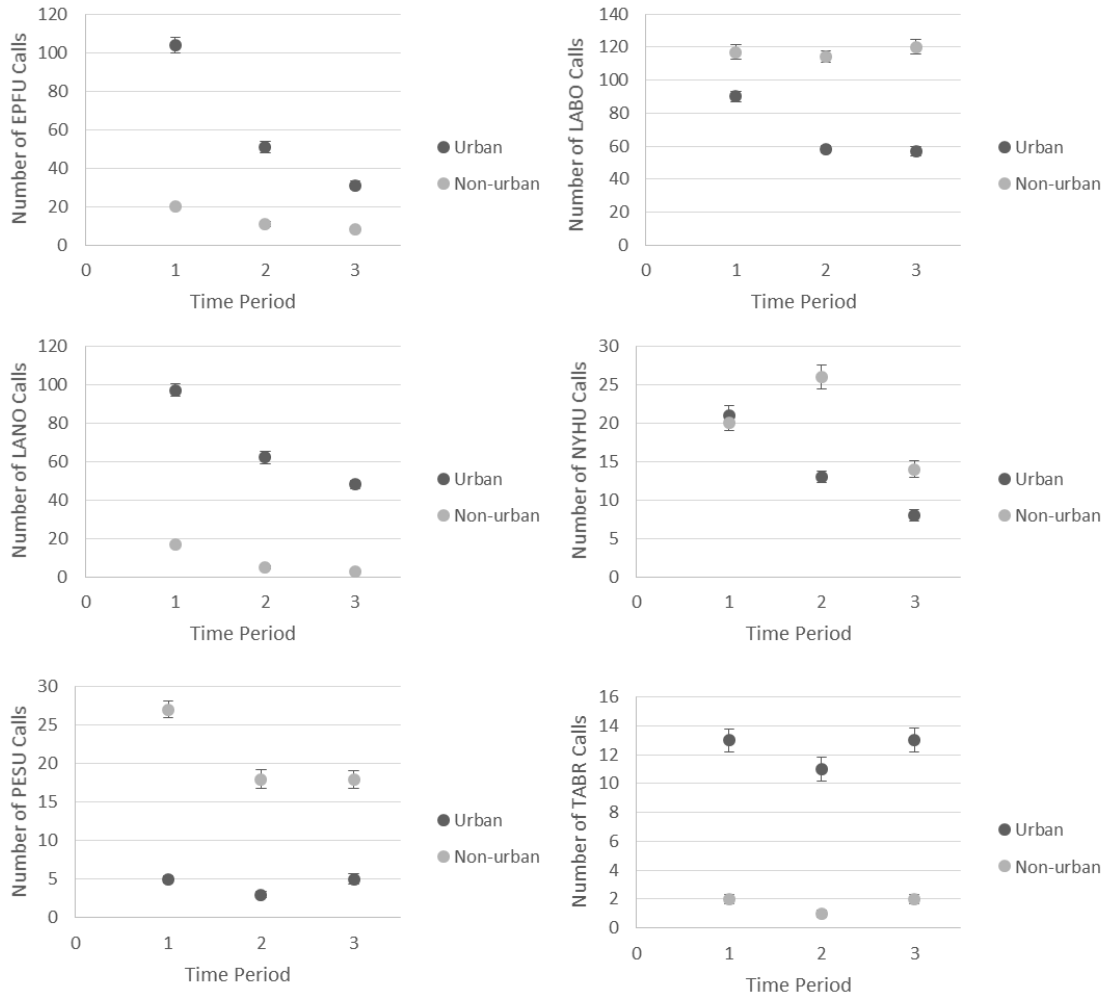 Number of EPFU Calls
120
100
80
60
40
20
0
0 1 2 3
Time Period
Urban
Non-urban
Number of LABO Calls
140
120
100
80
60
40
20
0
0 1 2 3
Time Period
Urban
Non-urban
Number of LANO Calls
120
100
80
60
40
20
0
0 1 2 3
Time Period
Urban
Non-urban
Number of NYHU Calls
30
25
20
15
10
5
0
0 1 2 3
Time Period
Urban
Non-urban
Number of PESU Calls
30
25
20
15
10
5
0
0 1 2 3
Time Period
Urban
Non-urban
Number of TABR Calls
16
14
12
10
8
6
4
2
0
0 1 2 3
Time Period
Urban
Non-urban